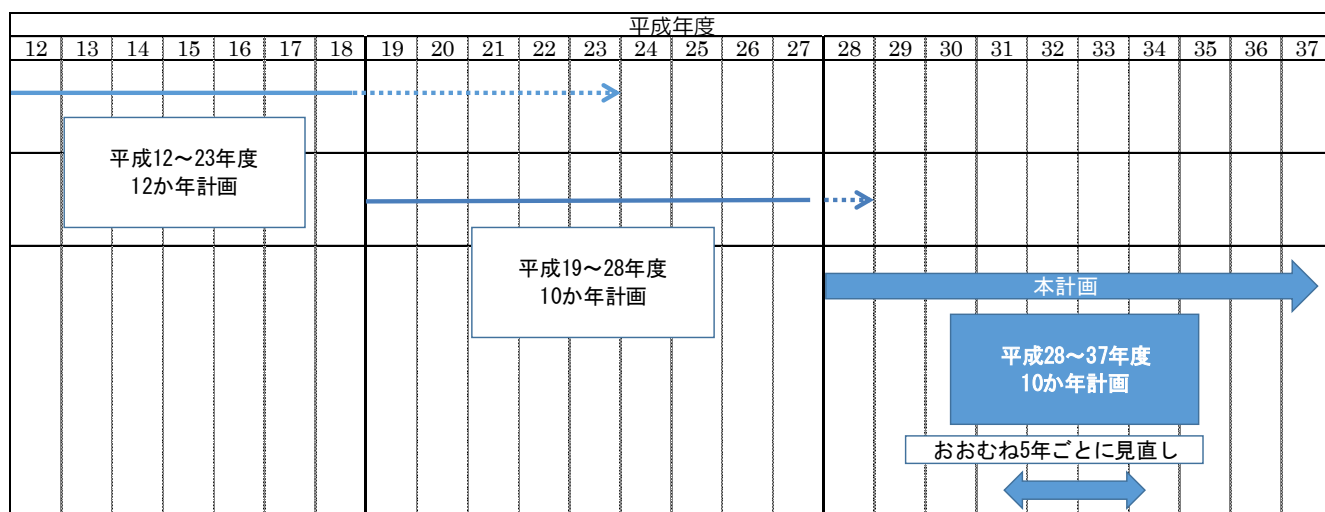 平成年度
12 13 14 15 16 17 18 19 20 21 22 23 24 25 26 27 28 29 30 31 32 33 34 35 36 37
平成12～23年度
12か年計画
平成19～28年度
10か年計画
本計画
平成28～37年度
10か年計画
おおむね5年ごとに見直し